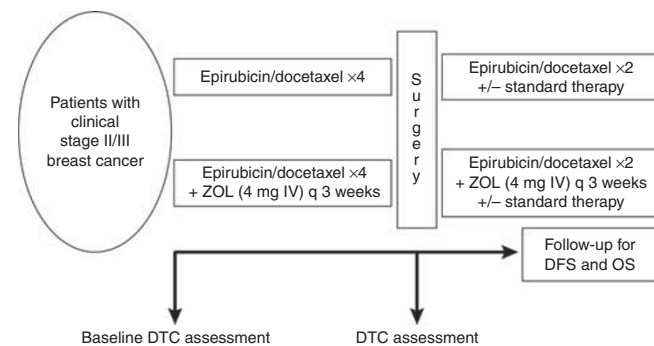 Patients with
clinical
stage II/III
breast cancer
Epirubicin/docetaxel ×4
Epirubicin/docetaxel ×4
+ ZOL (4 mg IV) q 3 weeks
S
u
r
g
e
r
y
Epirubicin/docetaxel ×2
+/– standard therapy
Epirubicin/docetaxel ×2
+ ZOL (4 mg IV) q 3 weeks
+/– standard therapy
Follow-up for
DFS and OS
Baseline DTC assessment
DTC assessment